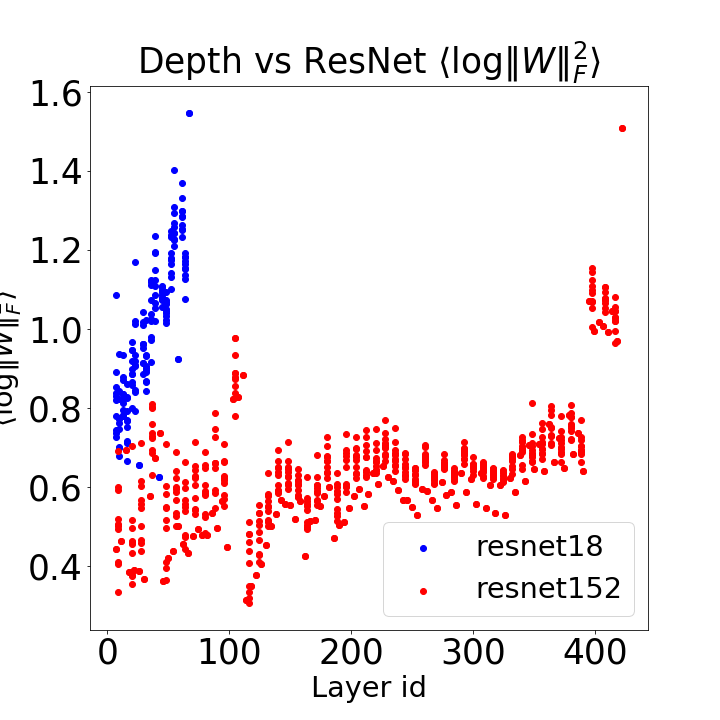 Depth vs ResNet ⟨log‖W‖²_F⟩
1.6
1.4
1.2
1.0
0.8
0.6
0.4
⟨log‖W‖²_F⟩
0 100 200 300 400
Layer id
resnet18
resnet152